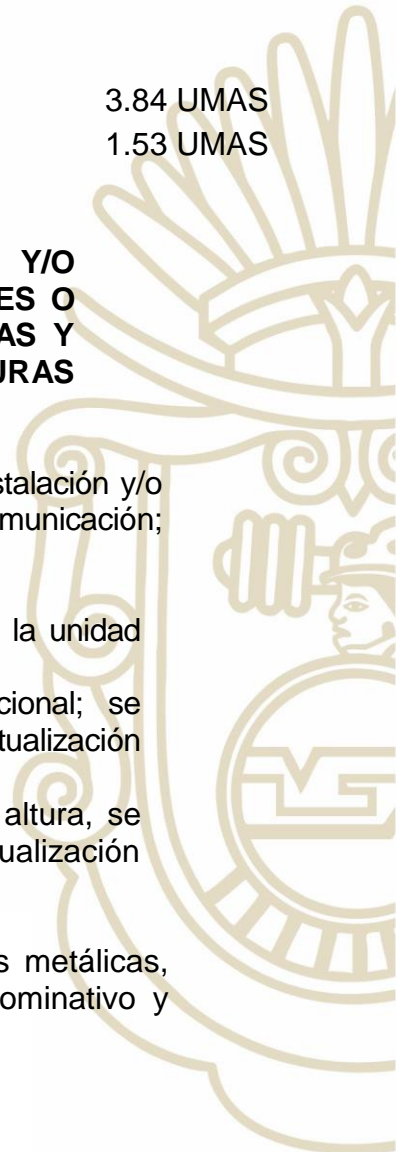 3.84 UMAS
1.53 UMAS
Y/O
ES O
AS Y
URAS
stalación y/o
municación;
la unidad
cional; se
tualización
altura, se
ualización
s metálicas,
ominativo y